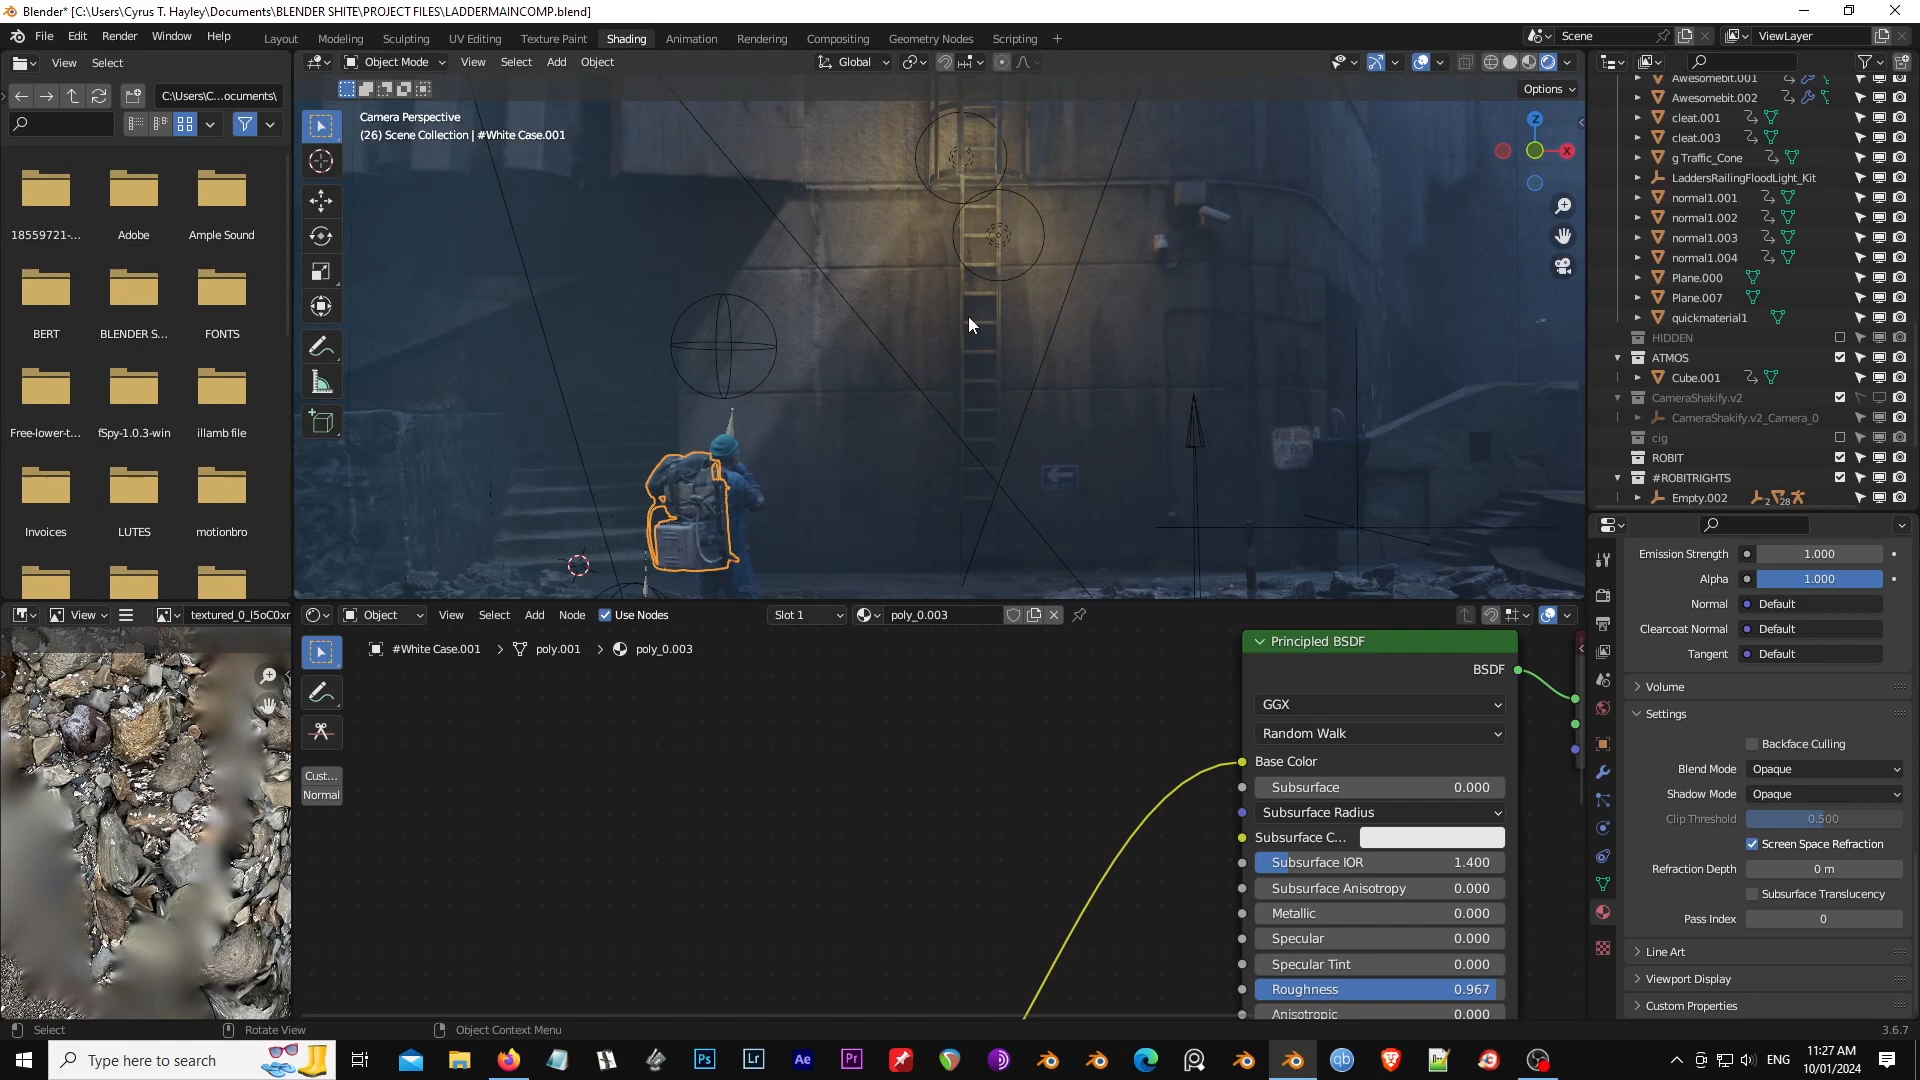 Blender* [C:\Users\Cyrus T. Hayley\Documents\BLENDER SHITE\PROJECT FILES\LADDERMAINCOMP.blend]
File Edit Render Window Help Layout Modeling Sculpting UV Editing Texture Paint Shading Animation Rendering Compositing Geometry Nodes Scripting + Scene ViewLayer
View Select Object Mode View Select Add Object Global
C:\Users\C...ocuments\ Options
Camera Perspective
(26) Scene Collection | #White Case.001
Z
X
18559721-... Adobe Ample Sound
BERT BLENDER S... FONTS
Free-lower-t... fSpy-1.0.3-win illamb file
Invoices LUTES motionbro
FIRE
Awesomebit.001
Awesomebit.002
cleat.001
cleat.003
g Traffic_Cone
LaddersRailingFloodLight_Kit
normal1.001
normal1.002
normal1.003
normal1.004
Plane.000
Plane.007
quickmaterial1
HIDDEN
ATMOS
Cube.001
CameraShakify.v2
CameraShakify.v2_Camera_0
cig
ROBIT
#ROBITRIGHTS
Empty.002 2 28
Emission Strength 1.000
Alpha 1.000
Normal Default
Clearcoat Normal Default
Tangent Default
Volume
Settings
Backface Culling
Blend Mode Opaque
Shadow Mode Opaque
Clip Threshold 0.500
Screen Space Refraction
Refraction Depth 0 m
Subsurface Translucency
Pass Index 0
Line Art
Viewport Display
Custom Properties
View textured_0_l5oC0xr Object View Select Add Node Use Nodes Slot 1 poly_0.003
#White Case.001 > poly.001 > poly_0.003
Cust...
Normal
Principled BSDF
BSDF
GGX
Random Walk
Base Color
Subsurface 0.000
Subsurface Radius
Subsurface C...
Subsurface IOR 1.400
Subsurface Anisotropy 0.000
Metallic 0.000
Specular 0.000
Specular Tint 0.000
Roughness 0.967
Anisotropic 0.000
Select Rotate View Object Context Menu 3.6.7
Type here to search Ps Lr Ae Pr qb ENG 11:27 AM
10/01/2024